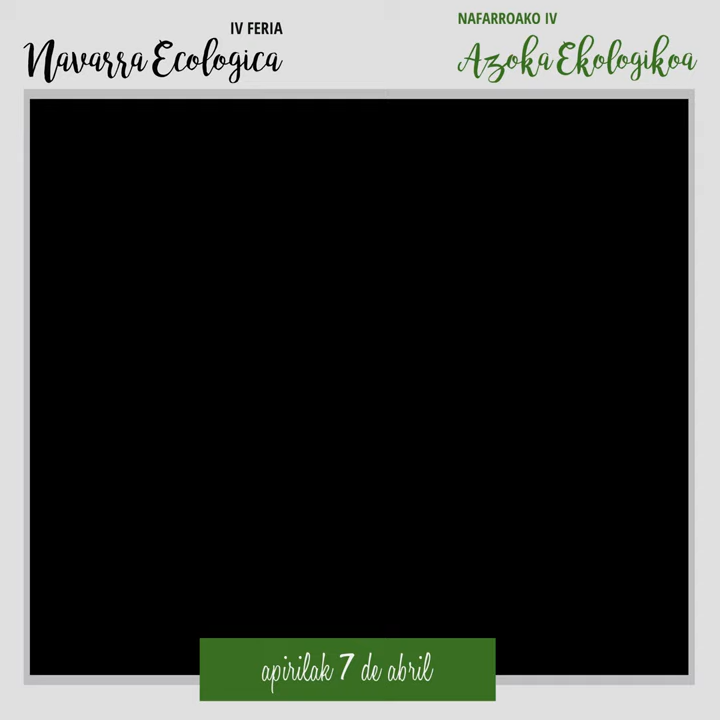 IV FERIA
Navarra Ecologica
NAFARROAKO IV
Azoka Ekologikoa
apirilak 7 de abril